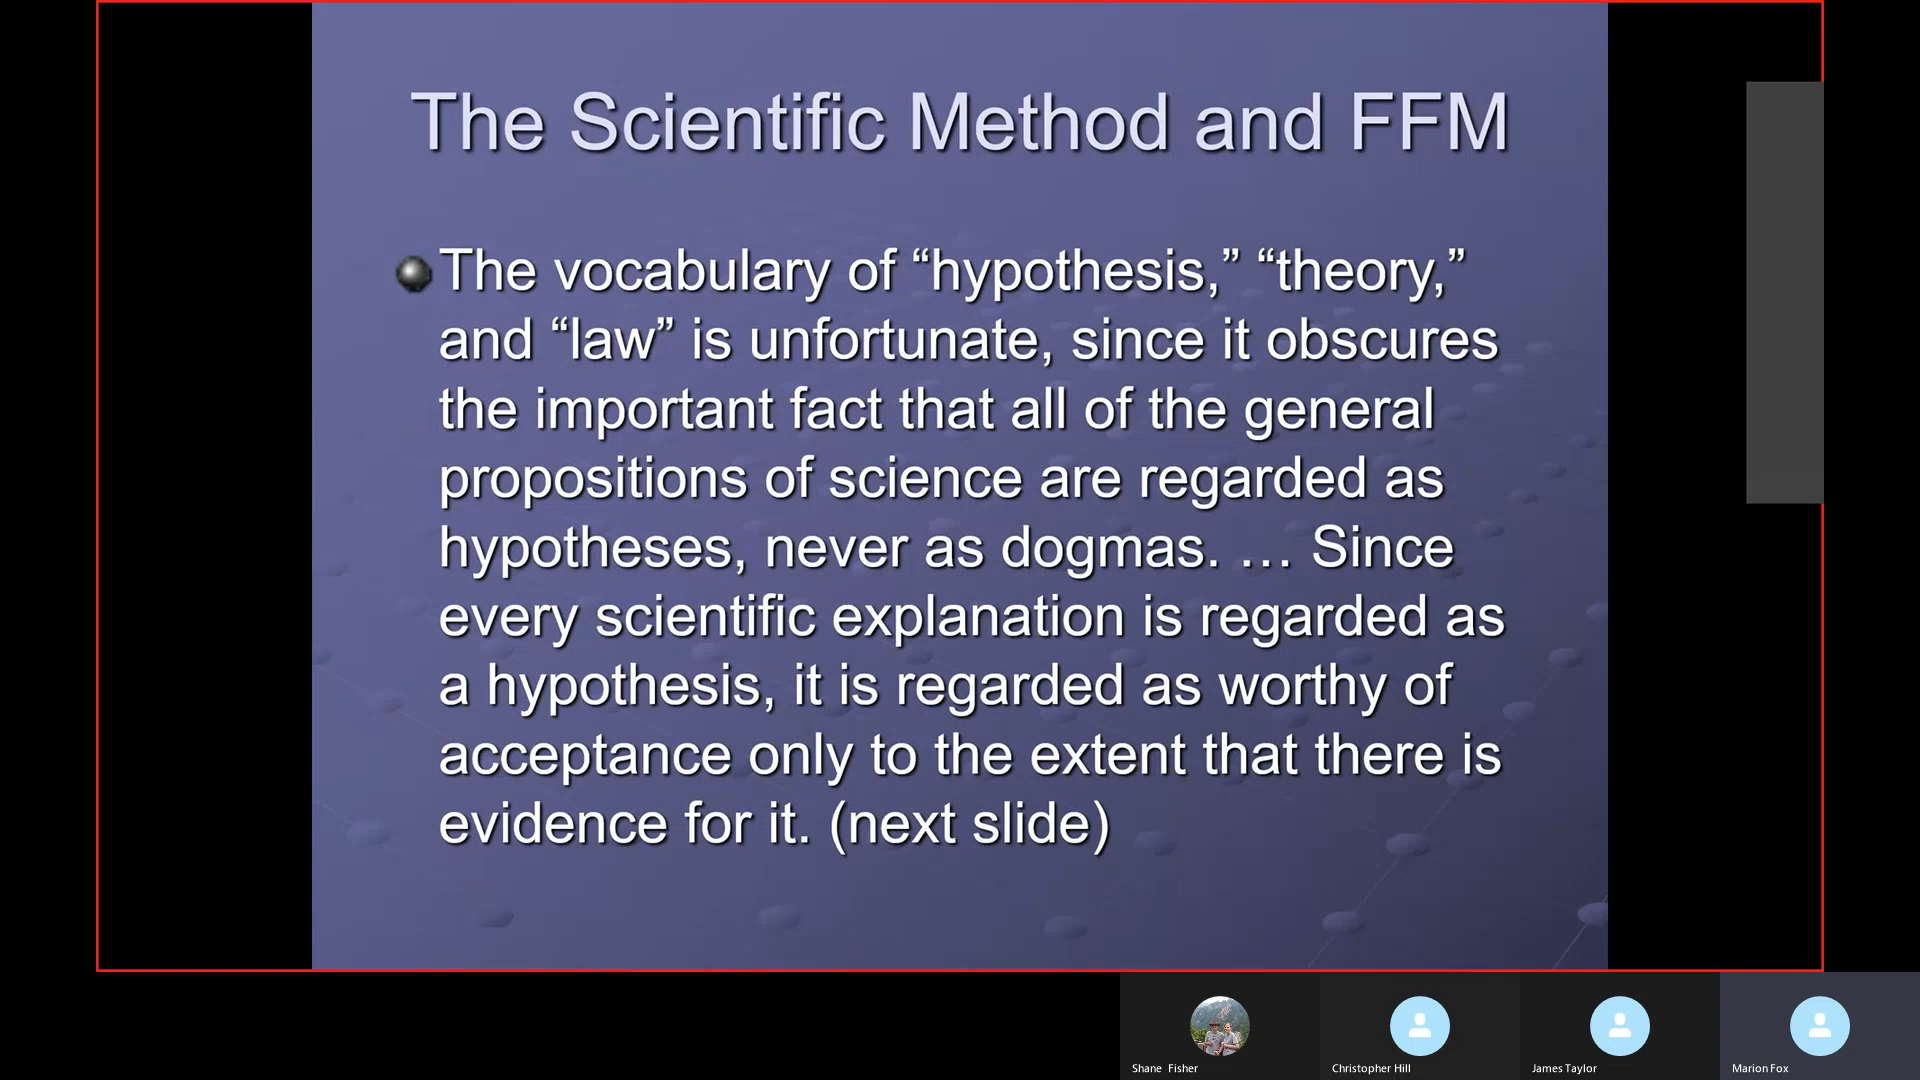 The Scientific Method and FFM
The vocabulary of “hypothesis,” “theory,”
and “law” is unfortunate, since it obscures
the important fact that all of the general
propositions of science are regarded as
hypotheses, never as dogmas. … Since
every scientific explanation is regarded as
a hypothesis, it is regarded as worthy of
acceptance only to the extent that there is
evidence for it. (next slide)
Shane  Fisher
Christopher Hill
James Taylor
Marion Fox